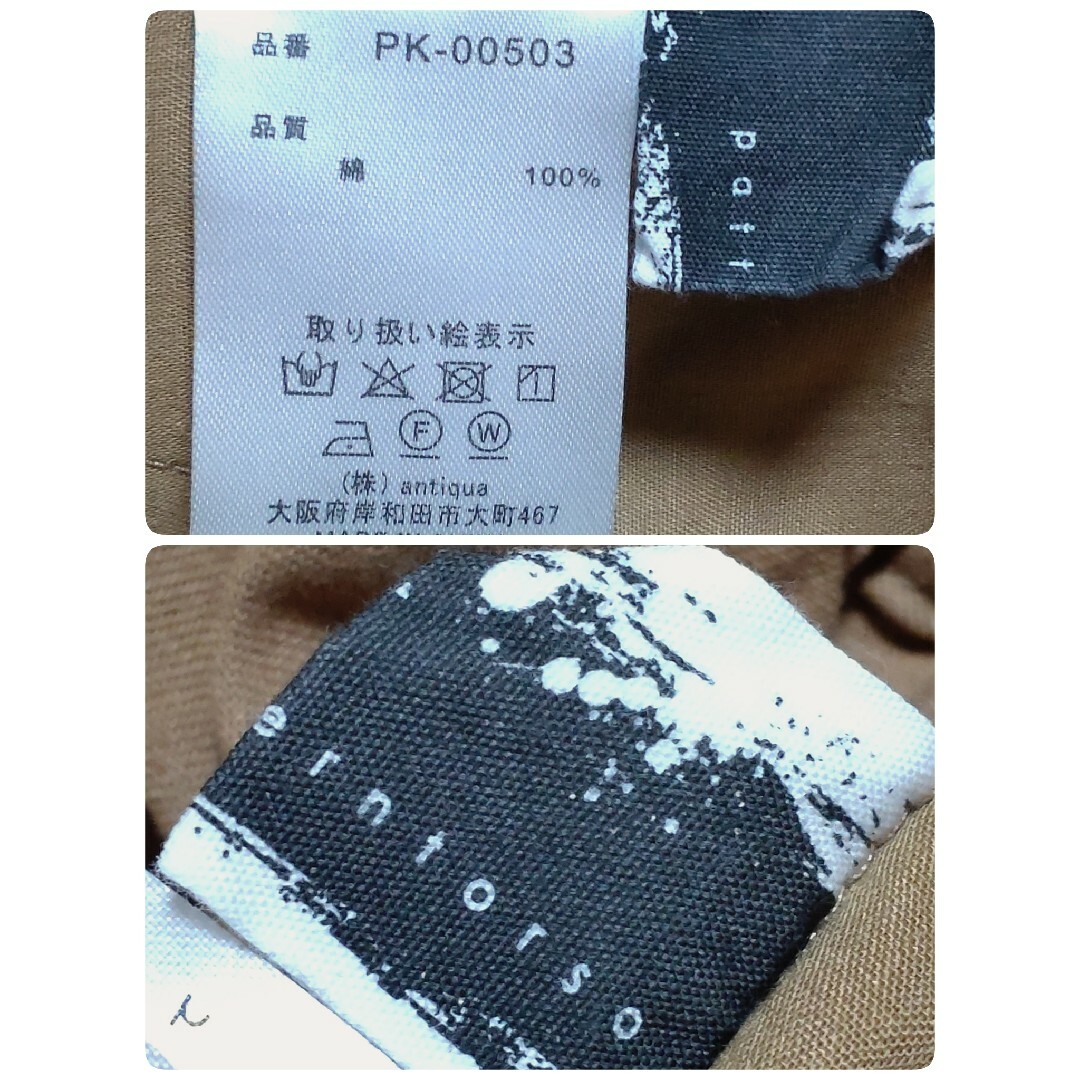 品番 PK-00503
品質
綿 100%
取り扱い絵表示
F W
(株) antiqua
大阪府岸和田市大町467
patt
erntorso